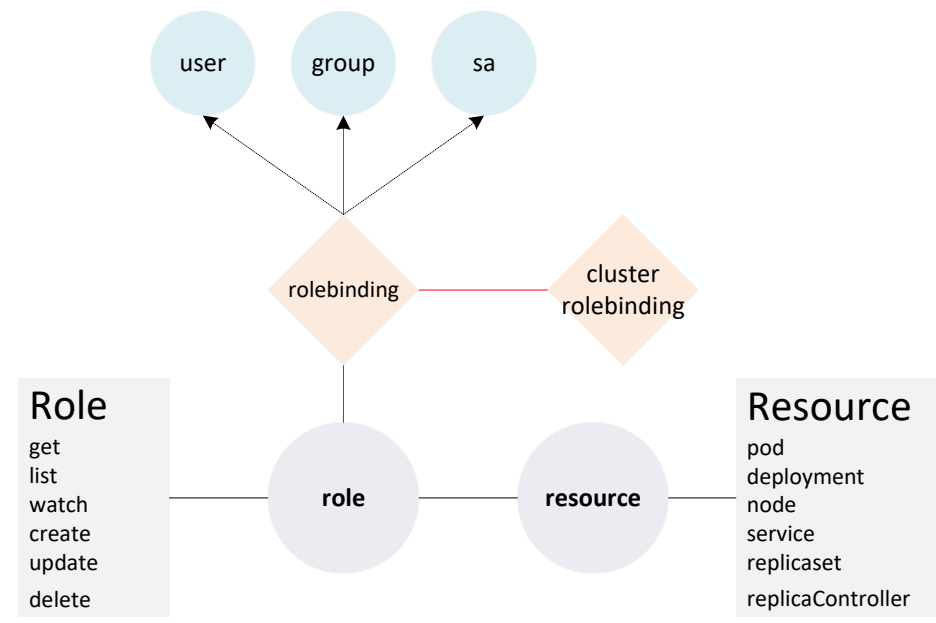 user
group
sa
rolebinding
cluster
rolebinding
Role
get
list
watch
create
update
delete
role
resource
Resource
pod
deployment
node
service
replicaset
replicaController